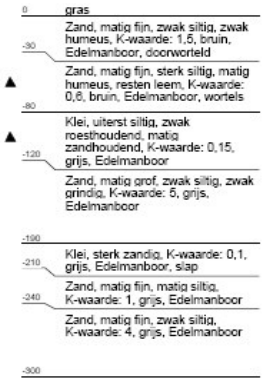 0
gras
Zand, matig fijn, zwak siltig, zwak
humeus, K-waarde: 1,5, bruin,
Edelmanboor, doorworteld
-30
Zand, matig fijn, sterk siltig, matig
humeus, resten leem, K-waarde:
0,6, bruin, Edelmanboor, wortels
-80
Klei, uiterst siltig, zwak
roesthoudend, matig
zandhoudend, K-waarde: 0,15,
grijs, Edelmanboor
-120
Zand, matig grof, zwak siltig, zwak
grindig, K-waarde: 5, grijs,
Edelmanboor
-190
Klei, sterk zandig, K-waarde: 0,1,
grijs, Edelmanboor, slap
-210
Zand, matig fijn, matig siltig,
K-waarde: 1, grijs, Edelmanboor
-240
Zand, matig fijn, zwak siltig,
K-waarde: 4, grijs, Edelmanboor
-300